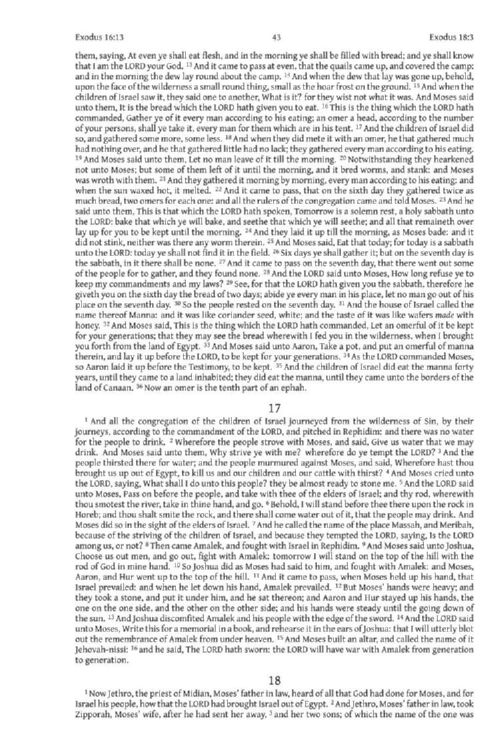 Exodus 16:13 43 Exodus 18:3
them, saying, At even ye shall eat flesh, and in the morning ye shall be filled with bread; and ye shall know
that I am the LORD your God. 13 And it came to pass at even, that the quails came up, and covered the camp:
and in the morning the dew lay round about the camp. 14 And when the dew that lay was gone up, behold,
upon the face of the wilderness a small round thing, small as the hoar frost on the ground. 15 And when the
children of Israel saw it, they said one to another, What is it? for they wist not what it was. And Moses said
unto them, It is the bread which the LORD hath given you to eat. 16 This is the thing which the LORD hath
commanded, Gather ye of it every man according to his eating; an omer a head, according to the number
of your persons, shall ye take it, every man for them which are in his tent. 17 And the children of Israel did
so, and gathered some more, some less. 18 And when they did mete it with an omer, he that gathered much
had nothing over, and he that gathered little had no lack; they gathered every man according to his eating.
19 And Moses said unto them, Let no man leave of it till the morning. 20 Notwithstanding they hearkened
not unto Moses; but some of them left of it until the morning, and it bred worms, and stank: and Moses
was wroth with them. 21 And they gathered it morning by morning, every man according to his eating: and
when the sun waxed hot, it melted. 22 And it came to pass, that on the sixth day they gathered twice as
much bread, two omers for each one: and all the rulers of the congregation came and told Moses. 23 And he
said unto them, This is that which the LORD hath spoken, Tomorrow is a solemn rest, a holy sabbath unto
the LORD: bake that which ye will bake, and seethe that which ye will seethe; and all that remaineth over
lay up for you to be kept until the morning. 24 And they laid it up till the morning, as Moses bade: and it
did not stink, neither was there any worm therein. 25 And Moses said, Eat that today; for today is a sabbath
unto the LORD: today ye shall not find it in the field. 26 Six days ye shall gather it; but on the seventh day is
the sabbath, in it there shall be none. 27 And it came to pass on the seventh day, that there went out some
of the people for to gather, and they found none. 28 And the LORD said unto Moses, How long refuse ye to
keep my commandments and my laws? 29 See, for that the LORD hath given you the sabbath, therefore he
giveth you on the sixth day the bread of two days; abide ye every man in his place, let no man go out of his
place on the seventh day. 30 So the people rested on the seventh day. 31 And the house of Israel called the
name thereof Manna: and it was like coriander seed, white; and the taste of it was like wafers made with
honey. 32 And Moses said, This is the thing which the LORD hath commanded, Let an omerful of it be kept
for your generations; that they may see the bread wherewith I fed you in the wilderness, when I brought
you forth from the land of Egypt. 33 And Moses said unto Aaron, Take a pot, and put an omerful of manna
therein, and lay it up before the LORD, to be kept for your generations. 34 As the LORD commanded Moses,
so Aaron laid it up before the Testimony, to be kept. 35 And the children of Israel did eat the manna forty
years, until they came to a land inhabited; they did eat the manna, until they came unto the borders of the
land of Canaan. 36 Now an omer is the tenth part of an ephah.
17
1 And all the congregation of the children of Israel journeyed from the wilderness of Sin, by their
journeys, according to the commandment of the LORD, and pitched in Rephidim: and there was no water
for the people to drink. 2 Wherefore the people strove with Moses, and said, Give us water that we may
drink. And Moses said unto them, Why strive ye with me? wherefore do ye tempt the LORD? 3 And the
people thirsted there for water; and the people murmured against Moses, and said, Wherefore hast thou
brought us up out of Egypt, to kill us and our children and our cattle with thirst? 4 And Moses cried unto
the LORD, saying, What shall I do unto this people? they be almost ready to stone me. 5 And the LORD said
unto Moses, Pass on before the people, and take with thee of the elders of Israel; and thy rod, wherewith
thou smotest the river, take in thine hand, and go. 6 Behold, I will stand before thee there upon the rock in
Horeb; and thou shalt smite the rock, and there shall come water out of it, that the people may drink. And
Moses did so in the sight of the elders of Israel. 7 And he called the name of the place Massah, and Meribah,
because of the striving of the children of Israel, and because they tempted the LORD, saying, Is the LORD
among us, or not? 8 Then came Amalek, and fought with Israel in Rephidim. 9 And Moses said unto Joshua,
Choose us out men, and go out, fight with Amalek: tomorrow I will stand on the top of the hill with the
rod of God in mine hand. 10 So Joshua did as Moses had said to him, and fought with Amalek: and Moses,
Aaron, and Hur went up to the top of the hill. 11 And it came to pass, when Moses held up his hand, that
Israel prevailed: and when he let down his hand, Amalek prevailed. 12 But Moses' hands were heavy; and
they took a stone, and put it under him, and he sat thereon; and Aaron and Hur stayed up his hands, the
one on the one side, and the other on the other side; and his hands were steady until the going down of
the sun. 13 And Joshua discomfited Amalek and his people with the edge of the sword. 14 And the LORD said
unto Moses, Write this for a memorial in a book, and rehearse it in the ears of Joshua: that I will utterly blot
out the remembrance of Amalek from under heaven. 15 And Moses built an altar, and called the name of it
Jehovah-nissi: 16 and he said, The LORD hath sworn: the LORD will have war with Amalek from generation
to generation.
18
1 Now Jethro, the priest of Midian, Moses' father in law, heard of all that God had done for Moses, and for
Israel his people, how that the LORD had brought Israel out of Egypt. 2 And Jethro, Moses' father in law, took
Zipporah, Moses' wife, after he had sent her away, 3 and her two sons; of which the name of the one was